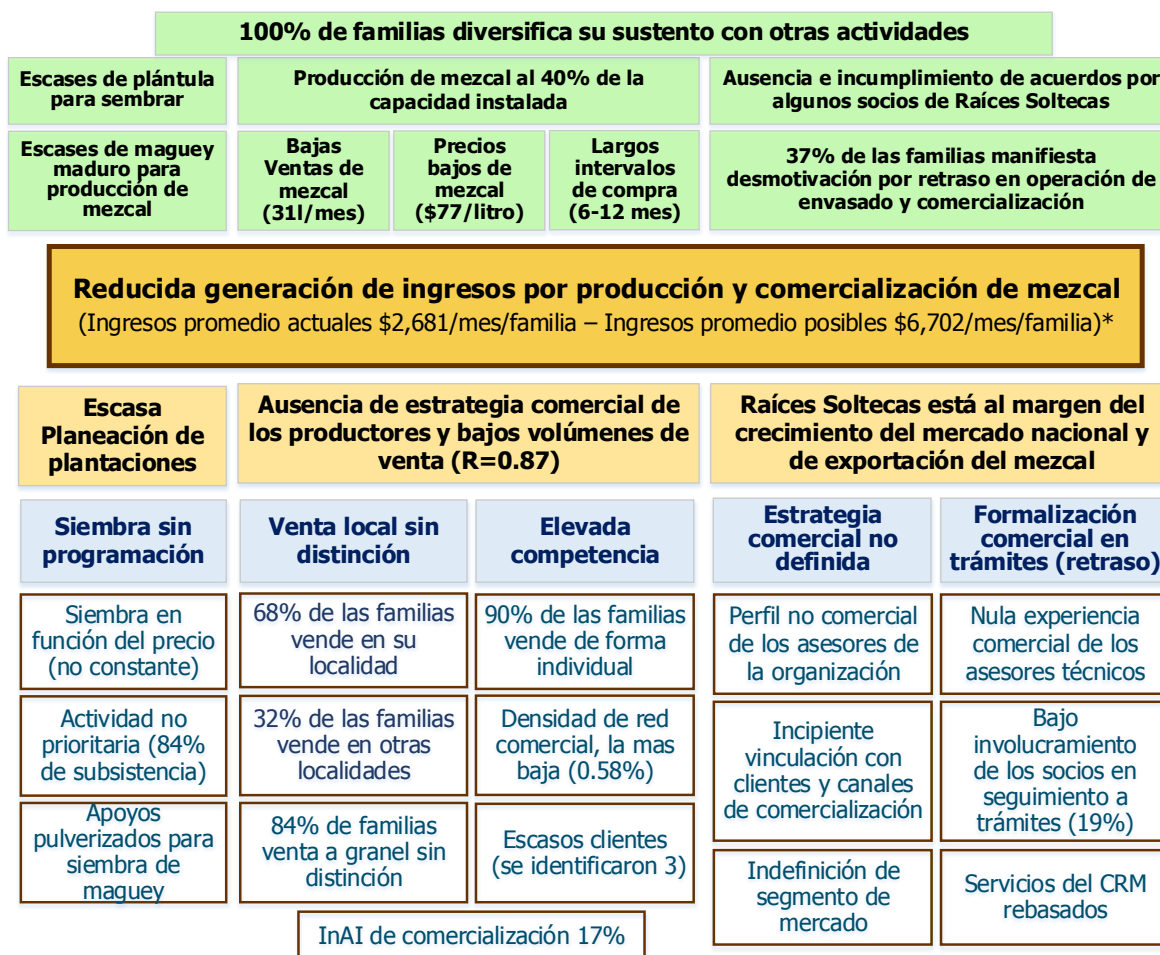 100% de familias diversifica su sustento con otras actividades
Escases de plántula
para sembrar
Producción de mezcal al 40% de la
capacidad instalada
Ausencia e incumplimiento de acuerdos por
algunos socios de Raíces Soltecas
Escases de maguey
maduro para
producción de
mezcal
Bajas
Ventas de
mezcal
(31l/mes)
Precios
bajos de
mezcal
($77/litro)
Largos
intervalos
de compra
(6-12 mes)
37% de las familias manifiesta
desmotivación por retraso en operación de
envasado y comercialización
Reducida generación de ingresos por producción y comercialización de mezcal
(Ingresos promedio actuales $2,681/mes/familia – Ingresos promedio posibles $6,702/mes/familia)*
Escasa
Planeación de
plantaciones
Ausencia de estrategia comercial de
los productores y bajos volúmenes de
venta (R=0.87)
Raíces Soltecas está al margen del
crecimiento del mercado nacional y
de exportación del mezcal
Siembra sin
programación
Venta local sin
distinción
Elevada
competencia
Estrategia
comercial no
definida
Formalización
comercial en
trámites (retraso)
Siembra en
función del precio
(no constante)
68% de las familias
vende en su
localidad
90% de las familias
vende de forma
individual
Perfil no comercial
de los asesores de
la organización
Nula experiencia
comercial de los
asesores técnicos
Actividad no
prioritaria (84%
de subsistencia)
32% de las familias
vende en otras
localidades
Densidad de red
comercial, la mas
baja (0.58%)
Incipiente
vinculación con
clientes y canales
de comercialización
Bajo
involucramiento
de los socios en
seguimiento a
trámites (19%)
Apoyos
pulverizados para
siembra de
maguey
84% de familias
venta a granel sin
distinción
Escasos clientes
(se identificaron 3)
Indefinición de
segmento de
mercado
Servicios del CRM
rebasados
InAI de comercialización 17%